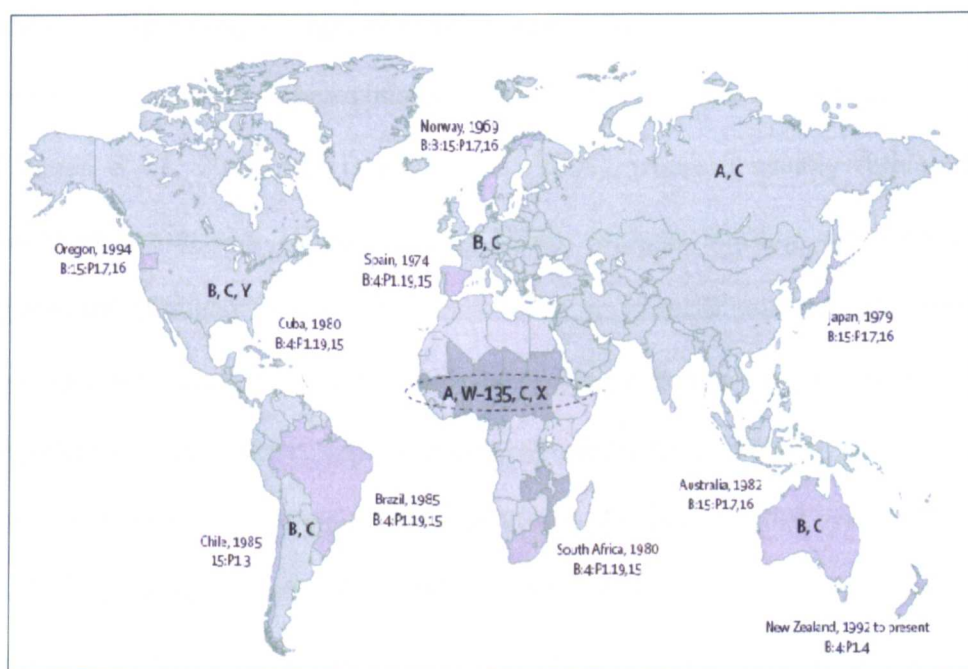 Norway, 1969
B:3:15:P1.7,16
A, C
Oregon, 1994
B:15:P1.7,16
B, C
Spain, 1974
B:4:P1.19,15
B, C, Y
Cuba, 1980
B:4:P1.19,15
Japan, 1979
B:15:P1.7,16
A, W-135, C, X
Australia, 1982
B:15:P1.7,16
Brazil, 1985
B:4:P1.19,15
B, C
B, C
Chile, 1985
15:P1.3
South Africa, 1980
B:4:P1.19,15
New Zealand, 1992 to present
B:4:P1.4